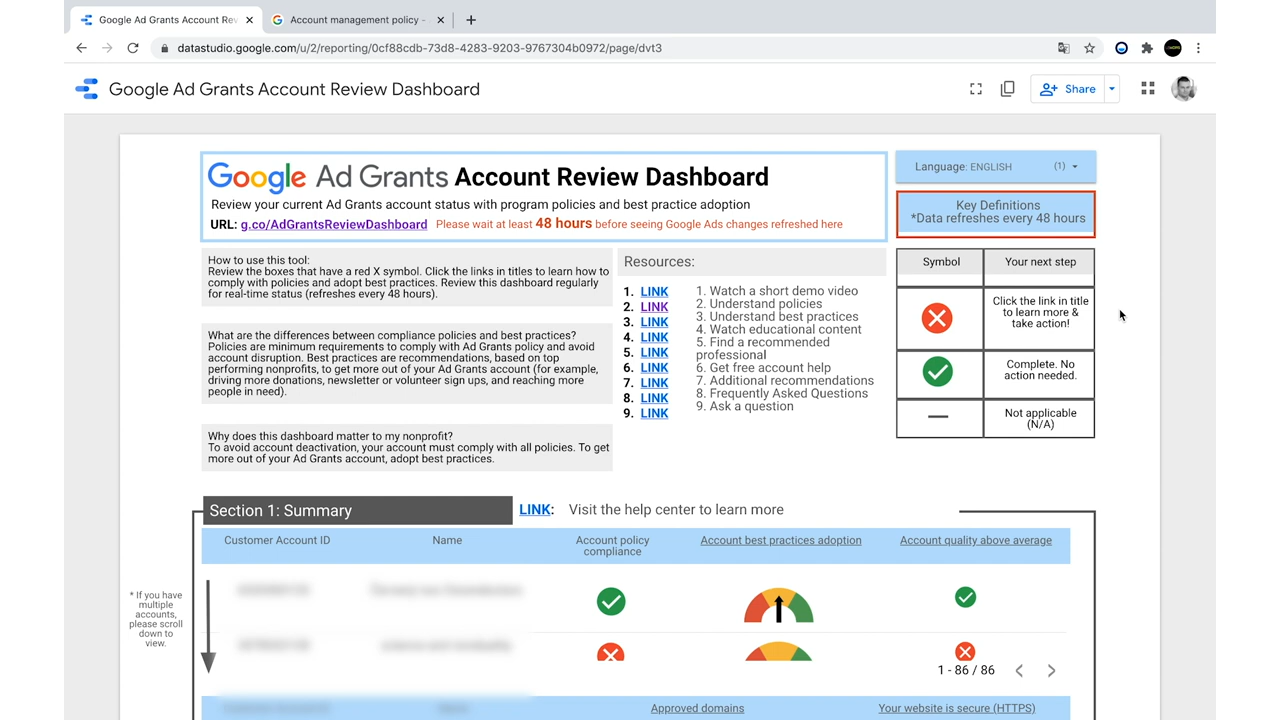 Google Ad Grants Account Rev
Account management policy -
datastudio.google.com/u/2/reporting/0cf88cdb-73d8-4283-9203-9767304b0972/page/dvt3
Google Ad Grants Account Review Dashboard
Share
Google Ad Grants Account Review Dashboard
Review your current Ad Grants account status with program policies and best practice adoption
URL: g.co/AdGrantsReviewDashboard Please wait at least 48 hours before seeing Google Ads changes refreshed here
Language: ENGLISH (1)
Key Definitions
*Data refreshes every 48 hours
How to use this tool:
Review the boxes that have a red X symbol. Click the links in titles to learn how to
comply with policies and adopt best practices. Review this dashboard regularly
for real-time status (refreshes every 48 hours).
What are the differences between compliance policies and best practices?
Policies are minimum requirements to comply with Ad Grants policy and avoid
account disruption. Best practices are recommendations, based on top
performing nonprofits, to get more out of your Ad Grants account (for example,
driving more donations, newsletter or volunteer sign ups, and reaching more
people in need).
Why does this dashboard matter to my nonprofit?
To avoid account deactivation, your account must comply with all policies. To get
more out of your Ad Grants account, adopt best practices.
Resources:
1. LINK
2. LINK
3. LINK
4. LINK
5. LINK
6. LINK
7. LINK
8. LINK
9. LINK
1. Watch a short demo video
2. Understand policies
3. Understand best practices
4. Watch educational content
5. Find a recommended
professional
6. Get free account help
7. Additional recommendations
8. Frequently Asked Questions
9. Ask a question
Symbol Your next step
Click the link in title
to learn more &
take action!
Complete. No
action needed.
Not applicable
(N/A)
Section 1: Summary LINK: Visit the help center to learn more
Customer Account ID Name Account policy Account best practices adoption Account quality above average
compliance
* If you have
multiple
accounts,
please scroll
down to
view.
1 - 86 / 86
Approved domains Your website is secure (HTTPS)